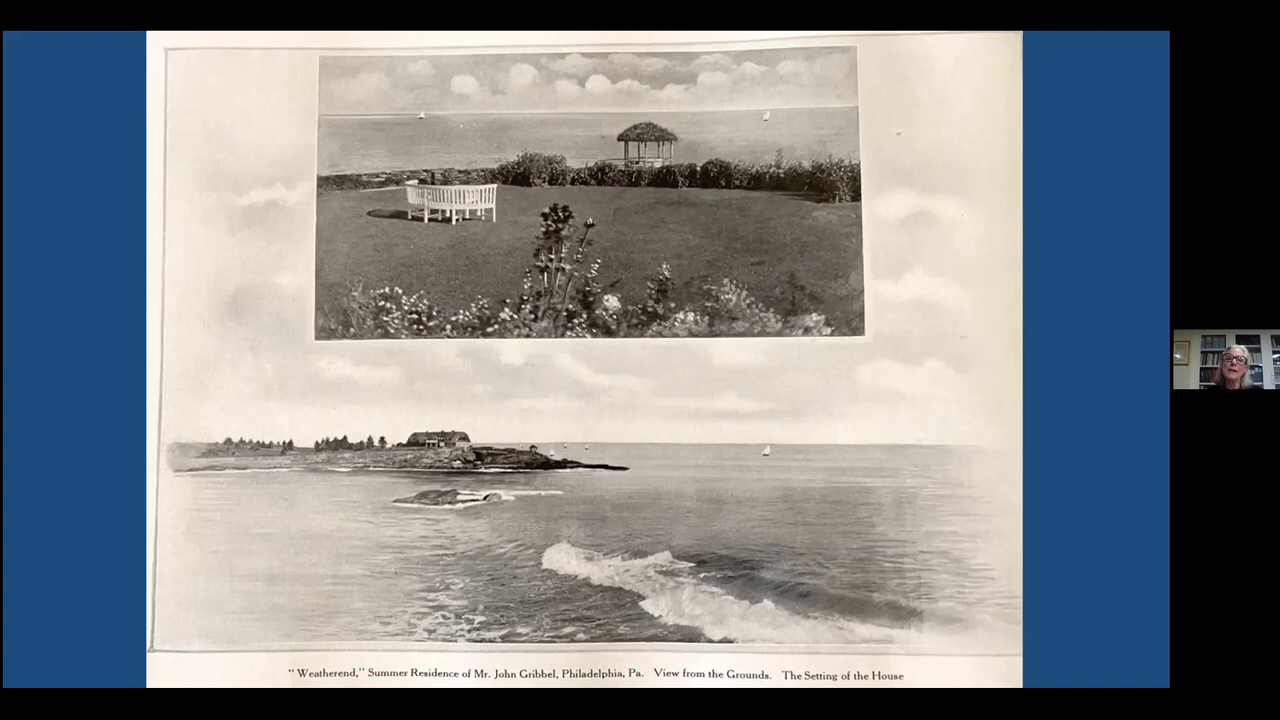 "Weatherend," Summer Residence of Mr. John Gribbel, Philadelphia, Pa. View from the Grounds. The Setting of the House